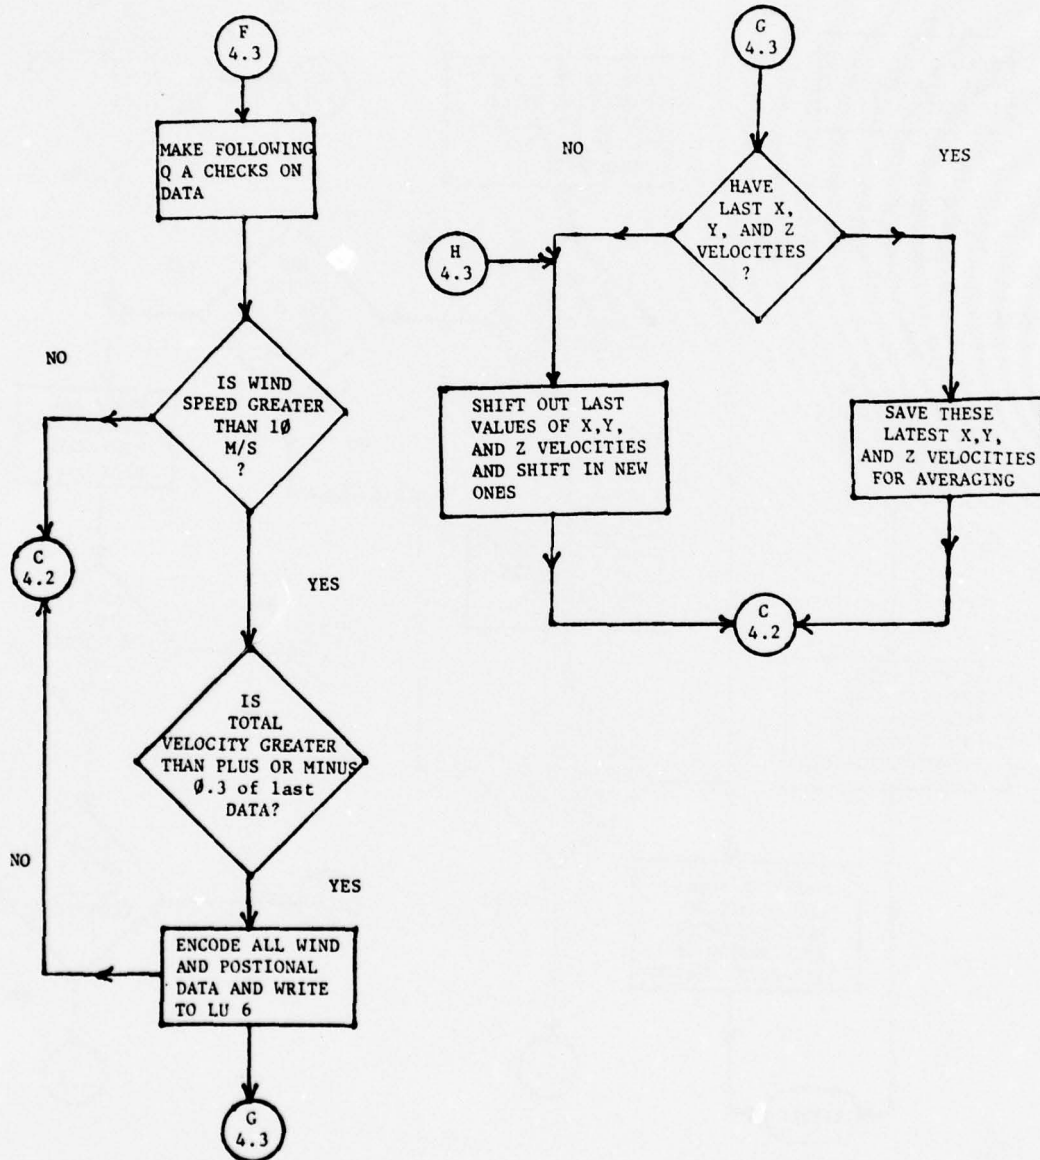 F
4.3
MAKE FOLLOWING
Q A CHECKS ON
DATA
NO
IS WIND
SPEED GREATER
THAN 1Ø
M/S
?
C
4.2
YES
IS
TOTAL
VELOCITY GREATER
THAN PLUS OR MINUS
Ø.3 of last
DATA?
NO
YES
ENCODE ALL WIND
AND POSTIONAL
DATA AND WRITE
TO LU 6
G
4.3
G
4.3
NO
YES
HAVE
LAST X,
Y, AND Z
VELOCITIES
?
H
4.3
SHIFT OUT LAST
VALUES OF X,Y,
AND Z VELOCITIES
AND SHIFT IN NEW
ONES
SAVE THESE
LATEST X,Y,
AND Z VELOCITIES
FOR AVERAGING
C
4.2